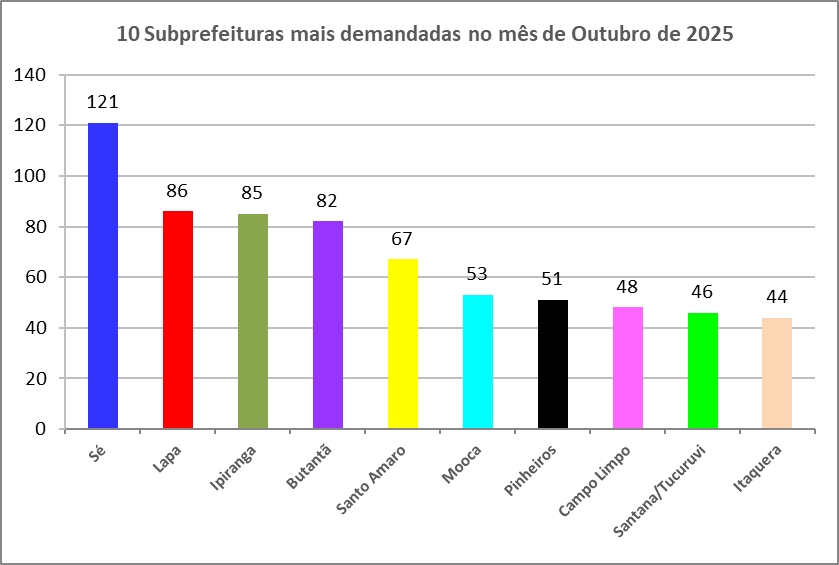 10 Subprefeituras mais demandadas no mês de Outubro de 2025
140
120
100
80
60
40
20
0
121
86
85
82
67
53
51
48
46
44
Sé
Lapa
Ipiranga
Butantã
Santo Amaro
Mooca
Pinheiros
Campo Limpo
Santana/Tucuruvi
Itaquera